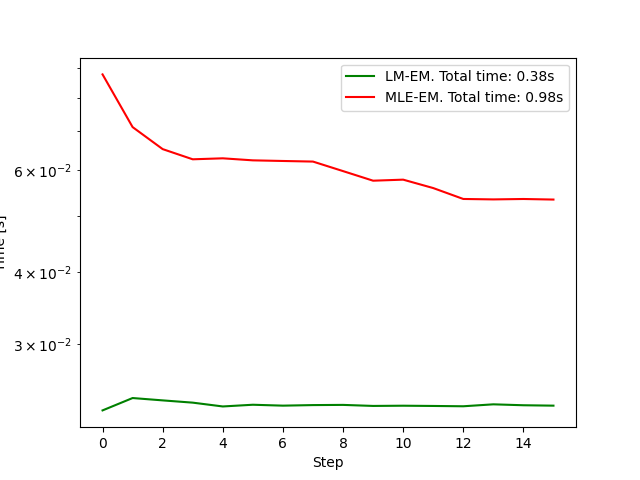 LM-EM. Total time: 0.38s
MLE-EM. Total time: 0.98s
6 × 10⁻²
4 × 10⁻²
3 × 10⁻²
[s]
0 2 4 6 8 10 12 14
Step